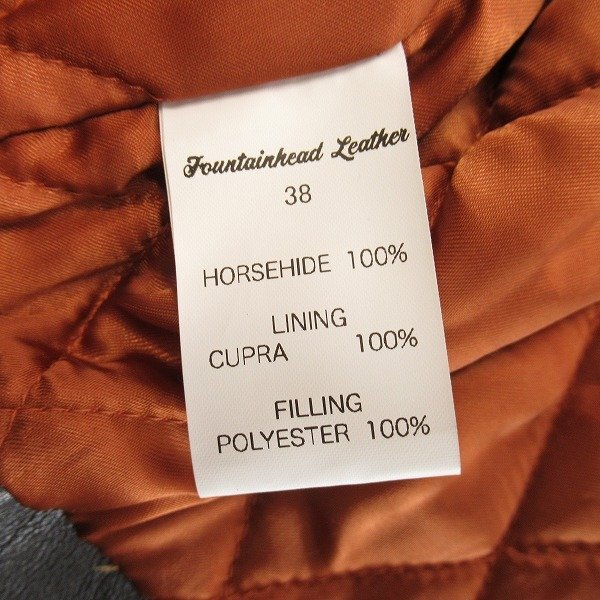 Fountainhead Leather
38
HORSEHIDE 100%
LINING
CUPRA 100%
FILLING
POLYESTER 100%